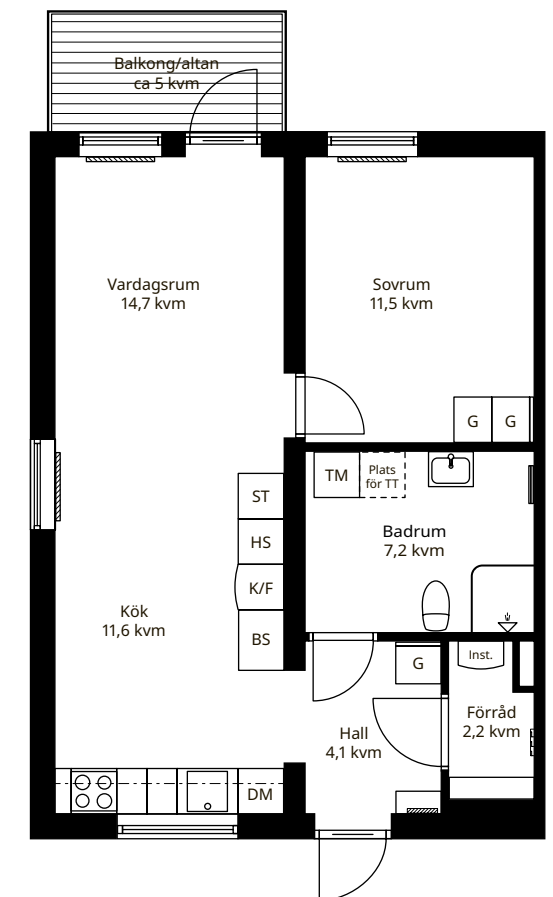 Balkong/altan
ca 5 kvm
Vardagsrum
14,7 kvm
Sovrum
11,5 kvm
G
G
TM
Plats
för TT
ST
HS
K/F
BS
Badrum
7,2 kvm
Kök
11,6 kvm
G
Inst.
Förråd
2,2 kvm
Hall
4,1 kvm
DM